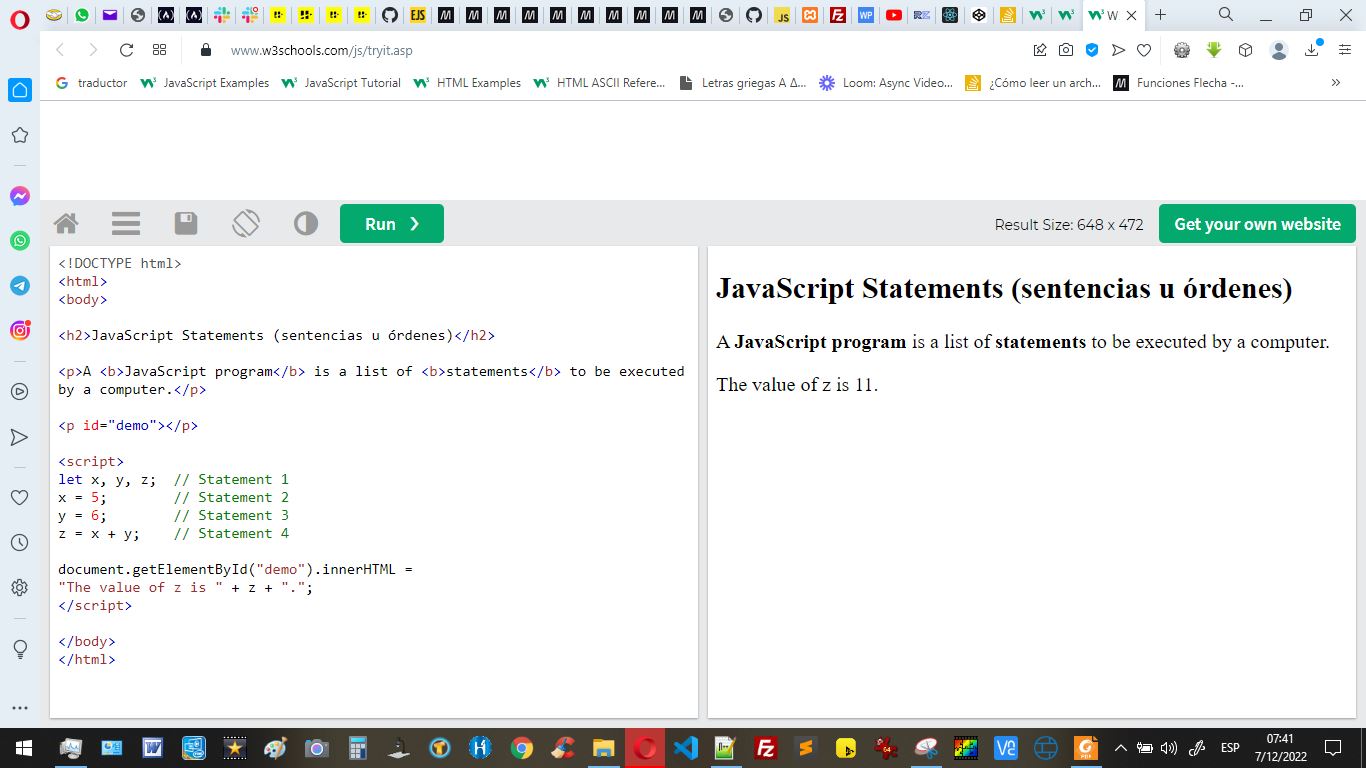 W
www.w3schools.com/js/tryit.asp
traductor
JavaScript Examples
JavaScript Tutorial
HTML Examples
HTML ASCII Refere...
Letras griegas Α Δ...
Loom: Async Video...
¿Cómo leer un arch...
Funciones Flecha -...
Run ❯
Result Size: 648 x 472
Get your own website
<!DOCTYPE html>
<html>
<body>
<h2>JavaScript Statements (sentencias u órdenes)</h2>
<p>A <b>JavaScript program</b> is a list of <b>statements</b> to be executed
by a computer.</p>
<p id="demo"></p>
<script>
let x, y, z;  // Statement 1
x = 5;        // Statement 2
y = 6;        // Statement 3
z = x + y;    // Statement 4
document.getElementById("demo").innerHTML =
"The value of z is " + z + ".";
</script>
</body>
</html>
JavaScript Statements (sentencias u órdenes)
A JavaScript program is a list of statements to be executed by a computer.
The value of z is 11.
ESP
07:41
7/12/2022